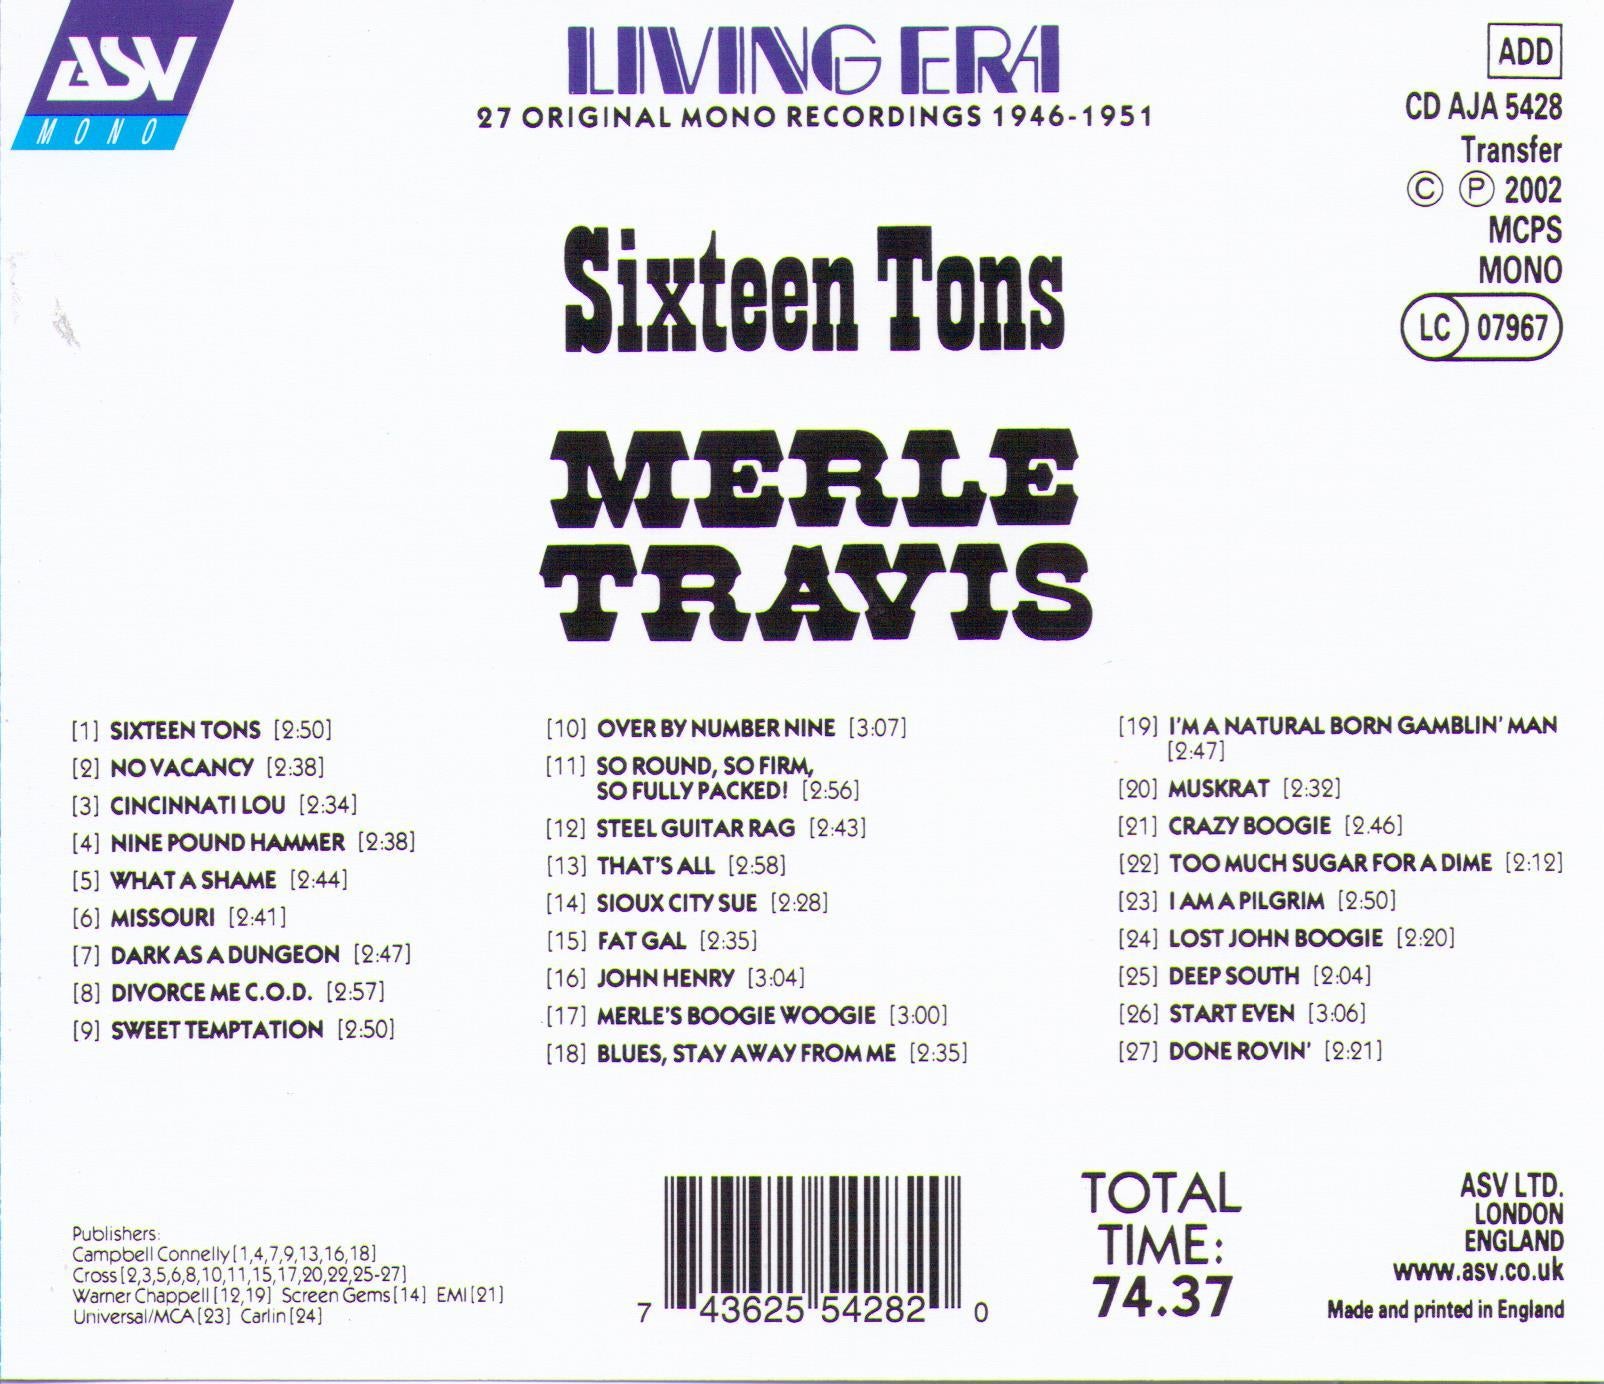 ASV
MONO
LIVING ERA
27 ORIGINAL MONO RECORDINGS 1946-1951
ADD
CD AJA 5428
Transfer
© ℗ 2002
MCPS
MONO
LC 07967
Sixteen Tons
MERLE
TRAVIS
[1] SIXTEEN TONS [2:50]
[2] NO VACANCY [2:38]
[3] CINCINNATI LOU [2:34]
[4] NINE POUND HAMMER [2:38]
[5] WHAT A SHAME [2:44]
[6] MISSOURI [2:41]
[7] DARK AS A DUNGEON [2:47]
[8] DIVORCE ME C.O.D. [2:57]
[9] SWEET TEMPTATION [2:50]
[10] OVER BY NUMBER NINE [3:07]
[11] SO ROUND, SO FIRM,
SO FULLY PACKED! [2:56]
[12] STEEL GUITAR RAG [2:43]
[13] THAT'S ALL [2:58]
[14] SIOUX CITY SUE [2:28]
[15] FAT GAL [2:35]
[16] JOHN HENRY [3:04]
[17] MERLE'S BOOGIE WOOGIE [3:00]
[18] BLUES, STAY AWAY FROM ME [2:35]
[19] I'M A NATURAL BORN GAMBLIN' MAN
[2:47]
[20] MUSKRAT [2:32]
[21] CRAZY BOOGIE [2.46]
[22] TOO MUCH SUGAR FOR A DIME [2:12]
[23] I AM A PILGRIM [2:50]
[24] LOST JOHN BOOGIE [2:20]
[25] DEEP SOUTH [2:04]
[26] START EVEN [3:06]
[27] DONE ROVIN' [2:21]
Publishers:
Campbell Connelly [1,4,7,9,13,16,18]
Cross [2,3,5,6,8,10,11,15,17,20,22,25-27]
Warner Chappell [12,19] Screen Gems [14] EMI [21]
Universal/MCA [23] Carlin [24]
7 43625 54282 0
TOTAL
TIME:
74.37
ASV LTD.
LONDON
ENGLAND
www.asv.co.uk
Made and printed in England